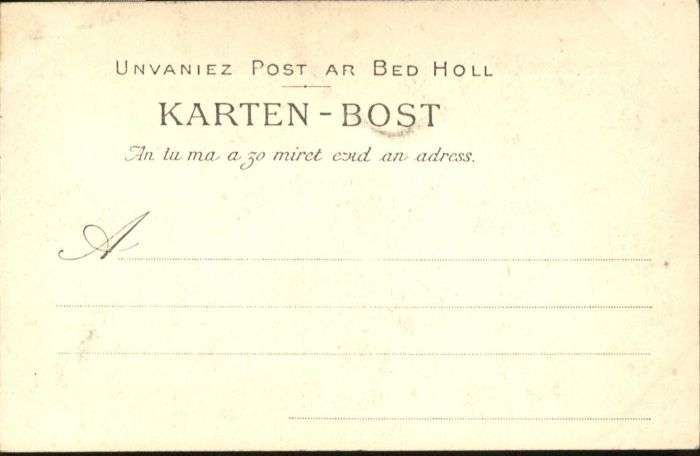 UNVANIEZ POST AR BED HOLL
KARTEN-BOST
An tu ma a zo miret evid an adress.
A